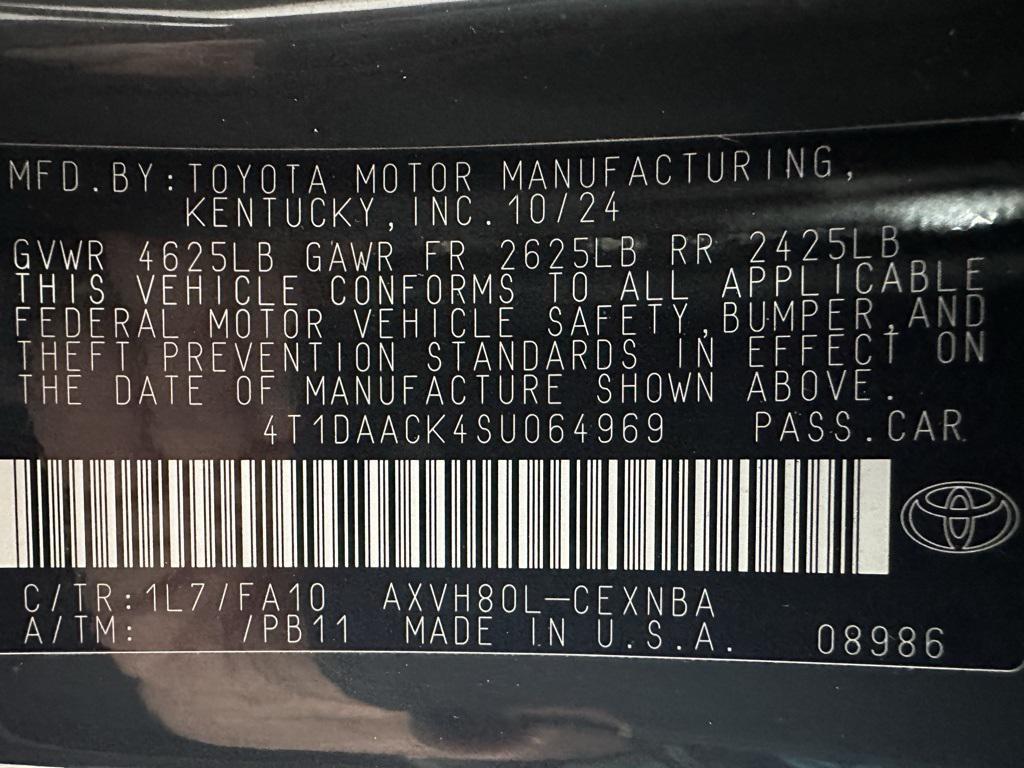 MFD.BY:TOYOTA MOTOR MANUFACTURING,
KENTUCKY,INC.10/24
GVWR 4625LB GAWR FR 2625LB RR 2425LB
THIS VEHICLE CONFORMS TO ALL APPLICABLE
FEDERAL MOTOR VEHICLE SAFETY,BUMPER,AND
THEFT PREVENTION STANDARDS IN EFFECT ON
THE DATE OF MANUFACTURE SHOWN ABOVE.
4T1DAACK4SU064969 PASS.CAR
C/TR:1L7/FA10 AXVH80L-CEXNBA
A/TM: /PB11 MADE IN U.S.A. 08986